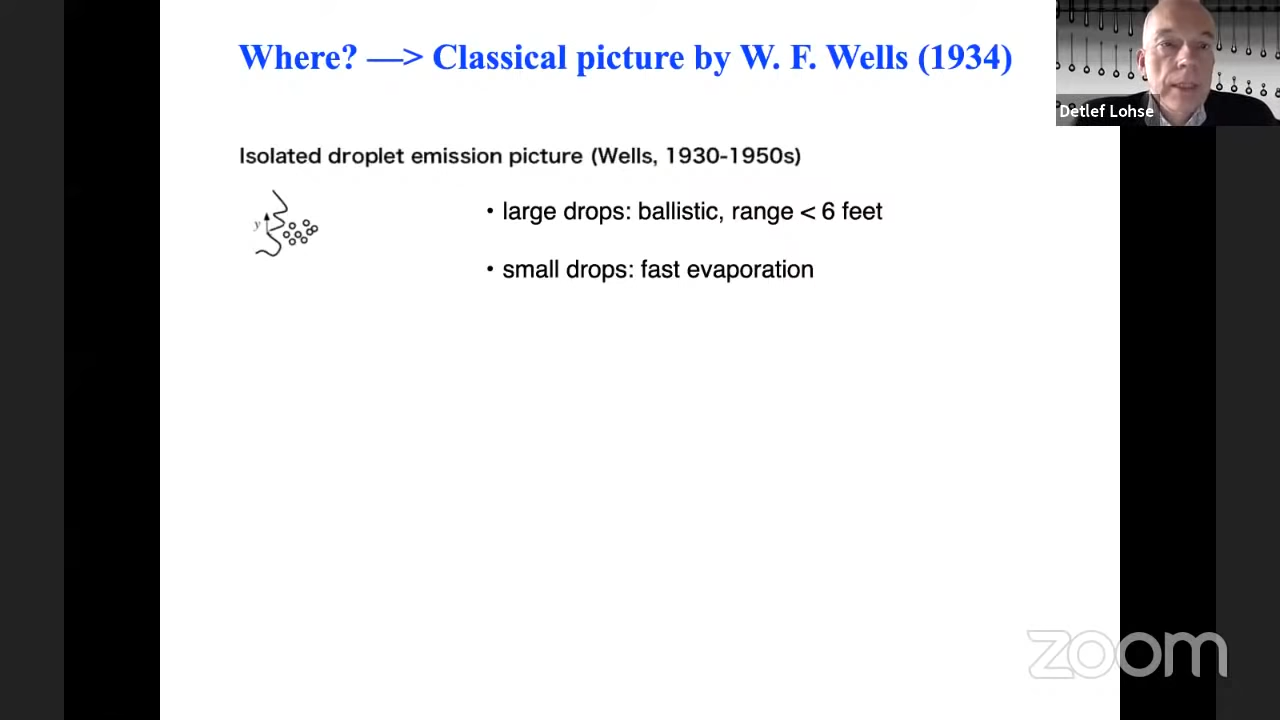 Where? —> Classical picture by W. F. Wells (1934)
Detlef Lohse
Isolated droplet emission picture (Wells, 1930-1950s)
y
• large drops: ballistic, range < 6 feet
• small drops: fast evaporation
zoom